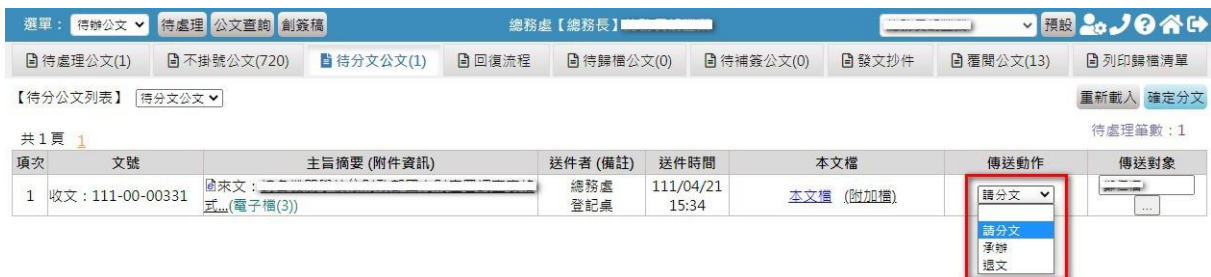 選單： 待辦公文 待處理 公文查詢 創簽稿 總務處【總務長】 預設
待處理公文(1) 不掛號公文(720) 待分文公文(1) 回復流程 待歸檔公文(0) 待補簽公文(0) 發文抄件 覆閱公文(13) 列印歸檔清單
【待分公文列表】 待分文公文 重新載入 確定分文
共1頁 1 待處理筆數：1
項次 文號 主旨摘要 (附件資訊) 送件者 (備註) 送件時間 本文檔 傳送動作 傳送對象
1 收文：111-00-00331 來文： 式...(電子檔(3)) 總務處 登記桌 111/04/21 15:34 本文檔 (附加檔) 請分文 ...
請分文
承辦
退文